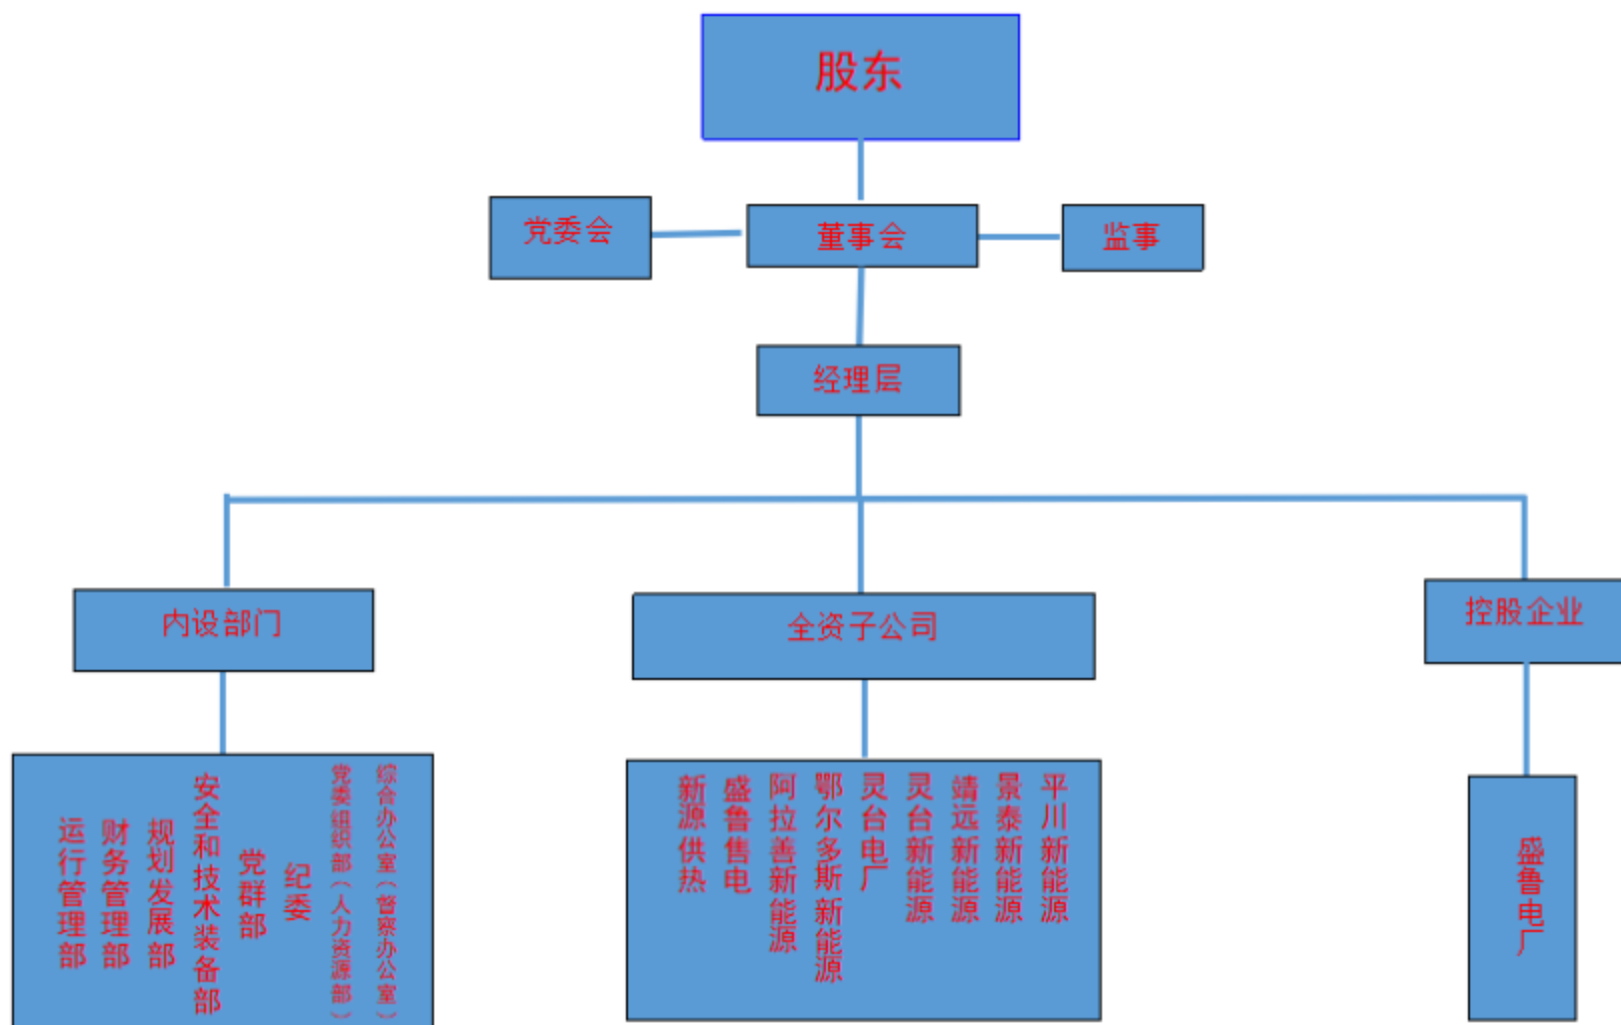 股东
党委会
董事会
监事
经理层
内设部门
全资子公司
控股企业
综合办公室（督察办公室）
党委组织部（人力资源部）
纪委
党群部
安全和技术装备部
规划发展部
财务管理部
运行管理部
平川新能源
景泰新能源
靖远新能源
灵台新能源
灵台电厂
鄂尔多斯新能源
阿拉善新能源
盛鲁售电
新源供热
盛鲁电厂